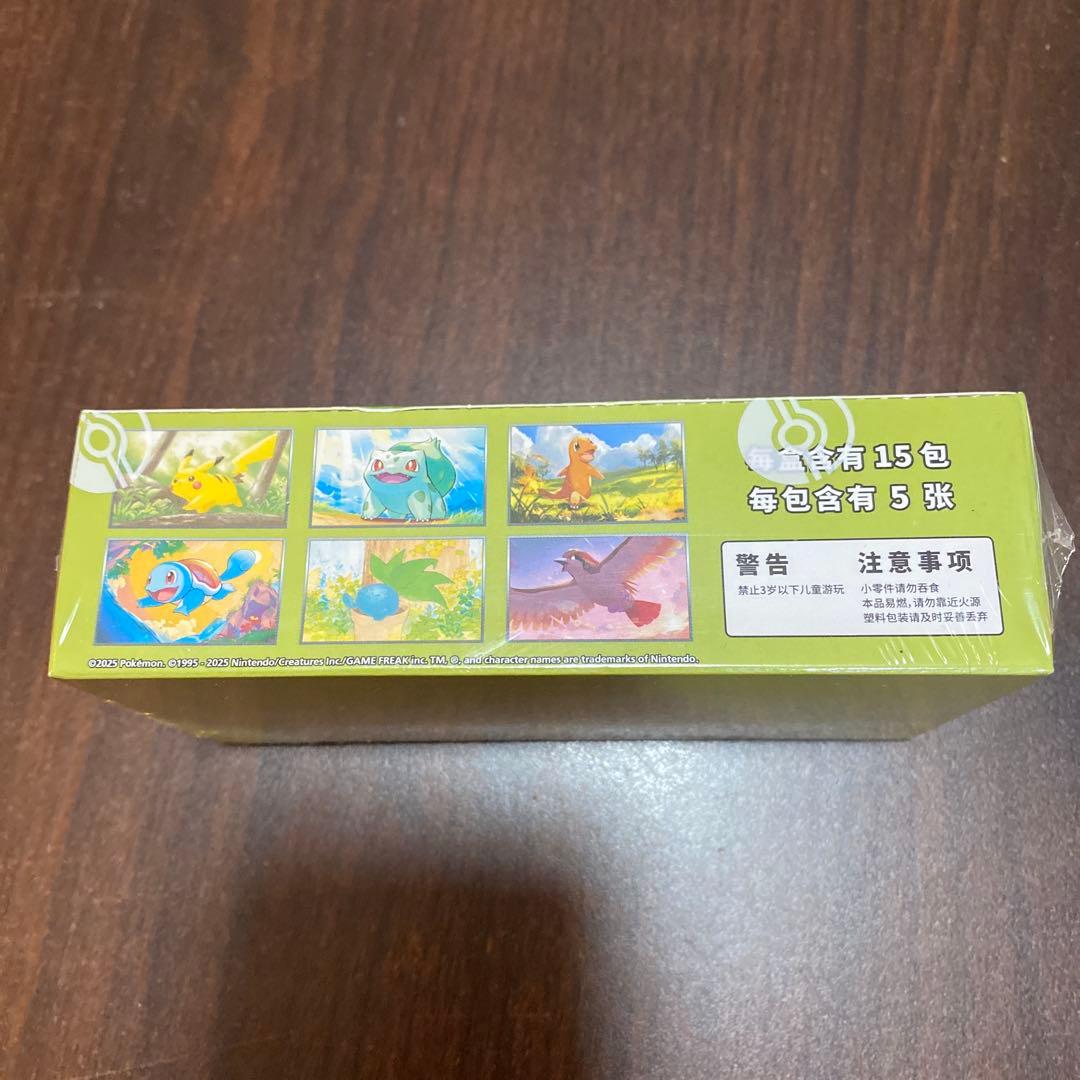 每盒含有 15 包
每包含有 5 张
警告
禁止3岁以下儿童游玩
注意事项
小零件请勿吞食
本品易燃,请勿靠近火源
塑料包装请及时妥善丢弃
©2025 Pokémon. ©1995 - 2025 Nintendo/Creatures Inc./GAME FREAK inc. TM, ®, and character names are trademarks of Nintendo.